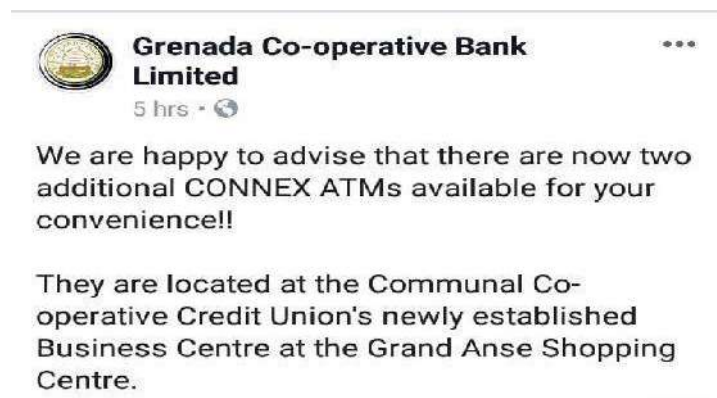 Grenada Co-operative Bank
Limited
5 hrs ·
We are happy to advise that there are now two
additional CONNEX ATMs available for your
convenience!!
They are located at the Communal Co-
operative Credit Union's newly established
Business Centre at the Grand Anse Shopping
Centre.